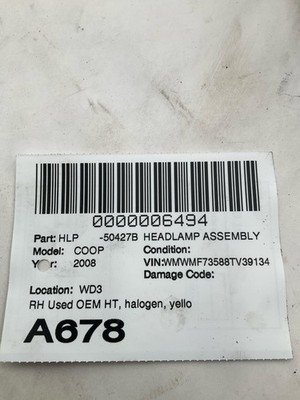 0000006494
Part: HLP -50427B HEADLAMP ASSEMBLY
Model: COOP Condition:
Year: 2008 VIN:WMWMF73588TV39134
Damage Code:
Location: WD3
RH Used OEM HT, halogen, yello
A678